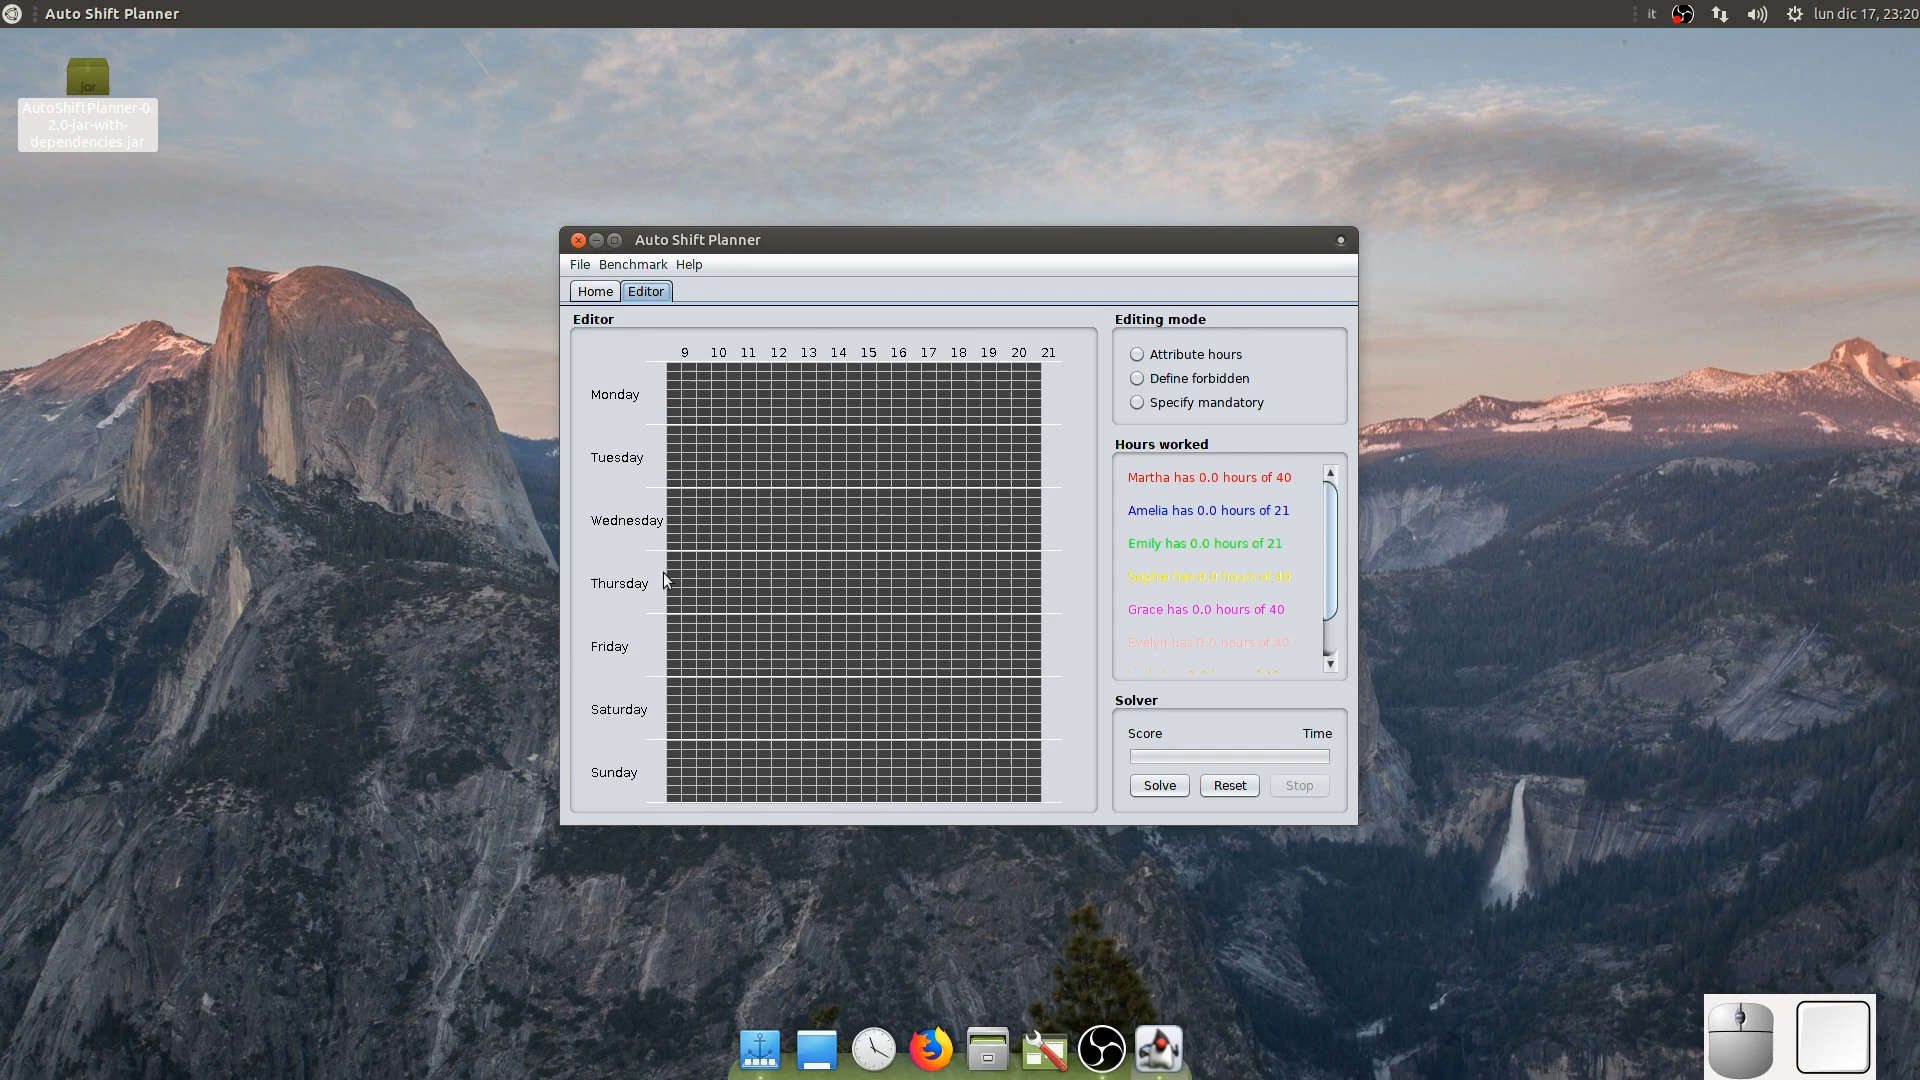 Auto Shift Planner
it
lun dic 17, 23:20
jar
AutoShiftPlanner-0.
2.0-jar-with-
dependencies.jar
Auto Shift Planner
File Benchmark Help
Home Editor
Editor
9 10 11 12 13 14 15 16 17 18 19 20 21
Monday
Tuesday
Wednesday
Thursday
Friday
Saturday
Sunday
Editing mode
Attribute hours
Define forbidden
Specify mandatory
Hours worked
Martha has 0.0 hours of 40
Amelia has 0.0 hours of 21
Emily has 0.0 hours of 21
Sophie has 0.0 hours of 40
Grace has 0.0 hours of 40
Evelyn has 0.0 hours of 40
Solver
Score Time
Solve Reset Stop